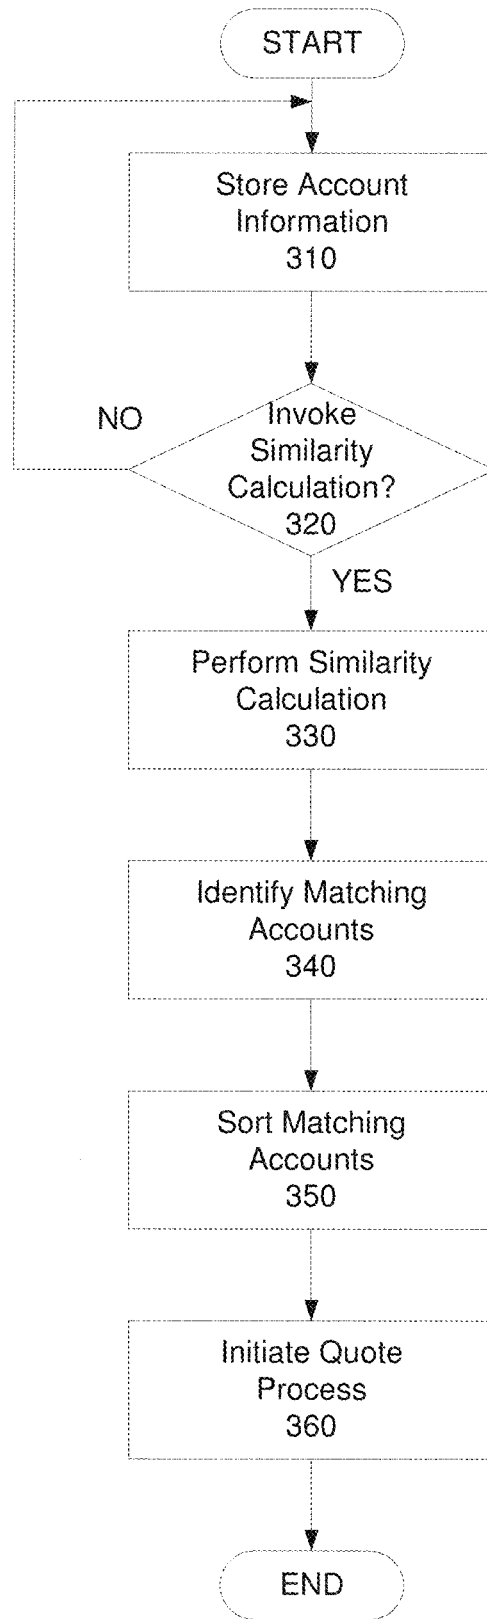 START
Store Account
Information
310
Invoke
Similarity
Calculation?
320
NO
YES
Perform Similarity
Calculation
330
Identify Matching
Accounts
340
Sort Matching
Accounts
350
Initiate Quote
Process
360
END